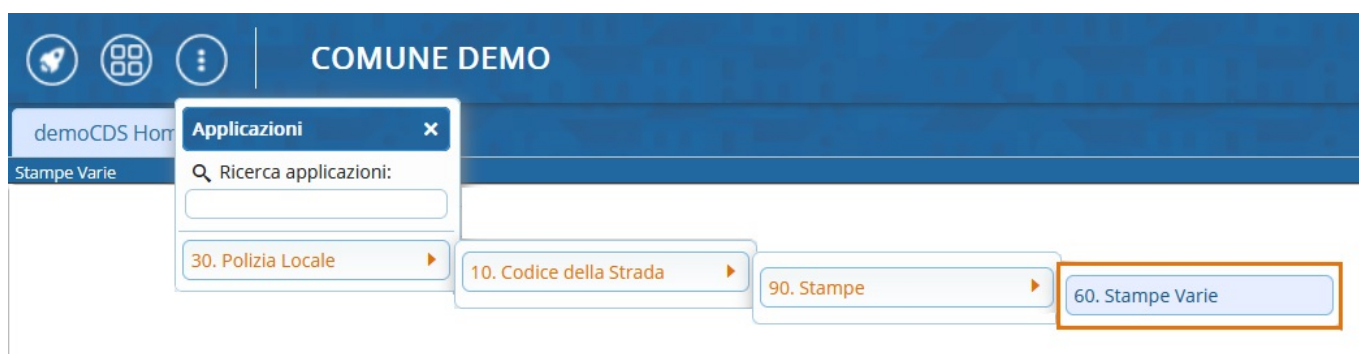 COMUNE DEMO
demoCDS Hom
Applicazioni
Stampe Varie
Ricerca applicazioni:
30. Polizia Locale
10. Codice della Strada
90. Stampe
60. Stampe Varie